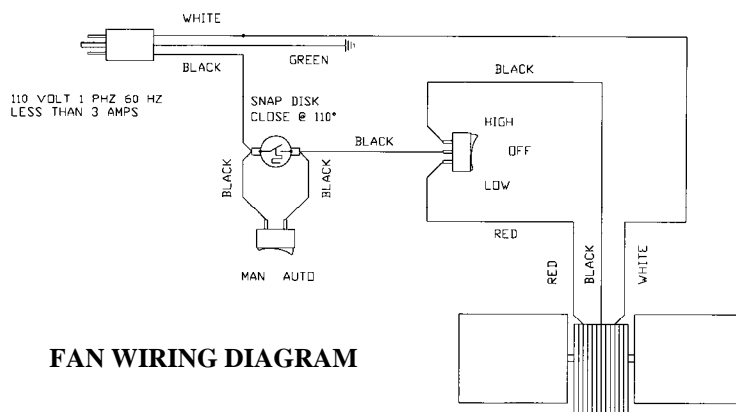 WHITE
GREEN
BLACK
110 VOLT 1 PHZ 60 HZ
LESS THAN 3 AMPS
SNAP DISK
CLOSE @ 110°
BLACK
BLACK
BLACK
MAN AUTO
BLACK
HIGH
OFF
LOW
RED
RED
BLACK
WHITE
FAN WIRING DIAGRAM